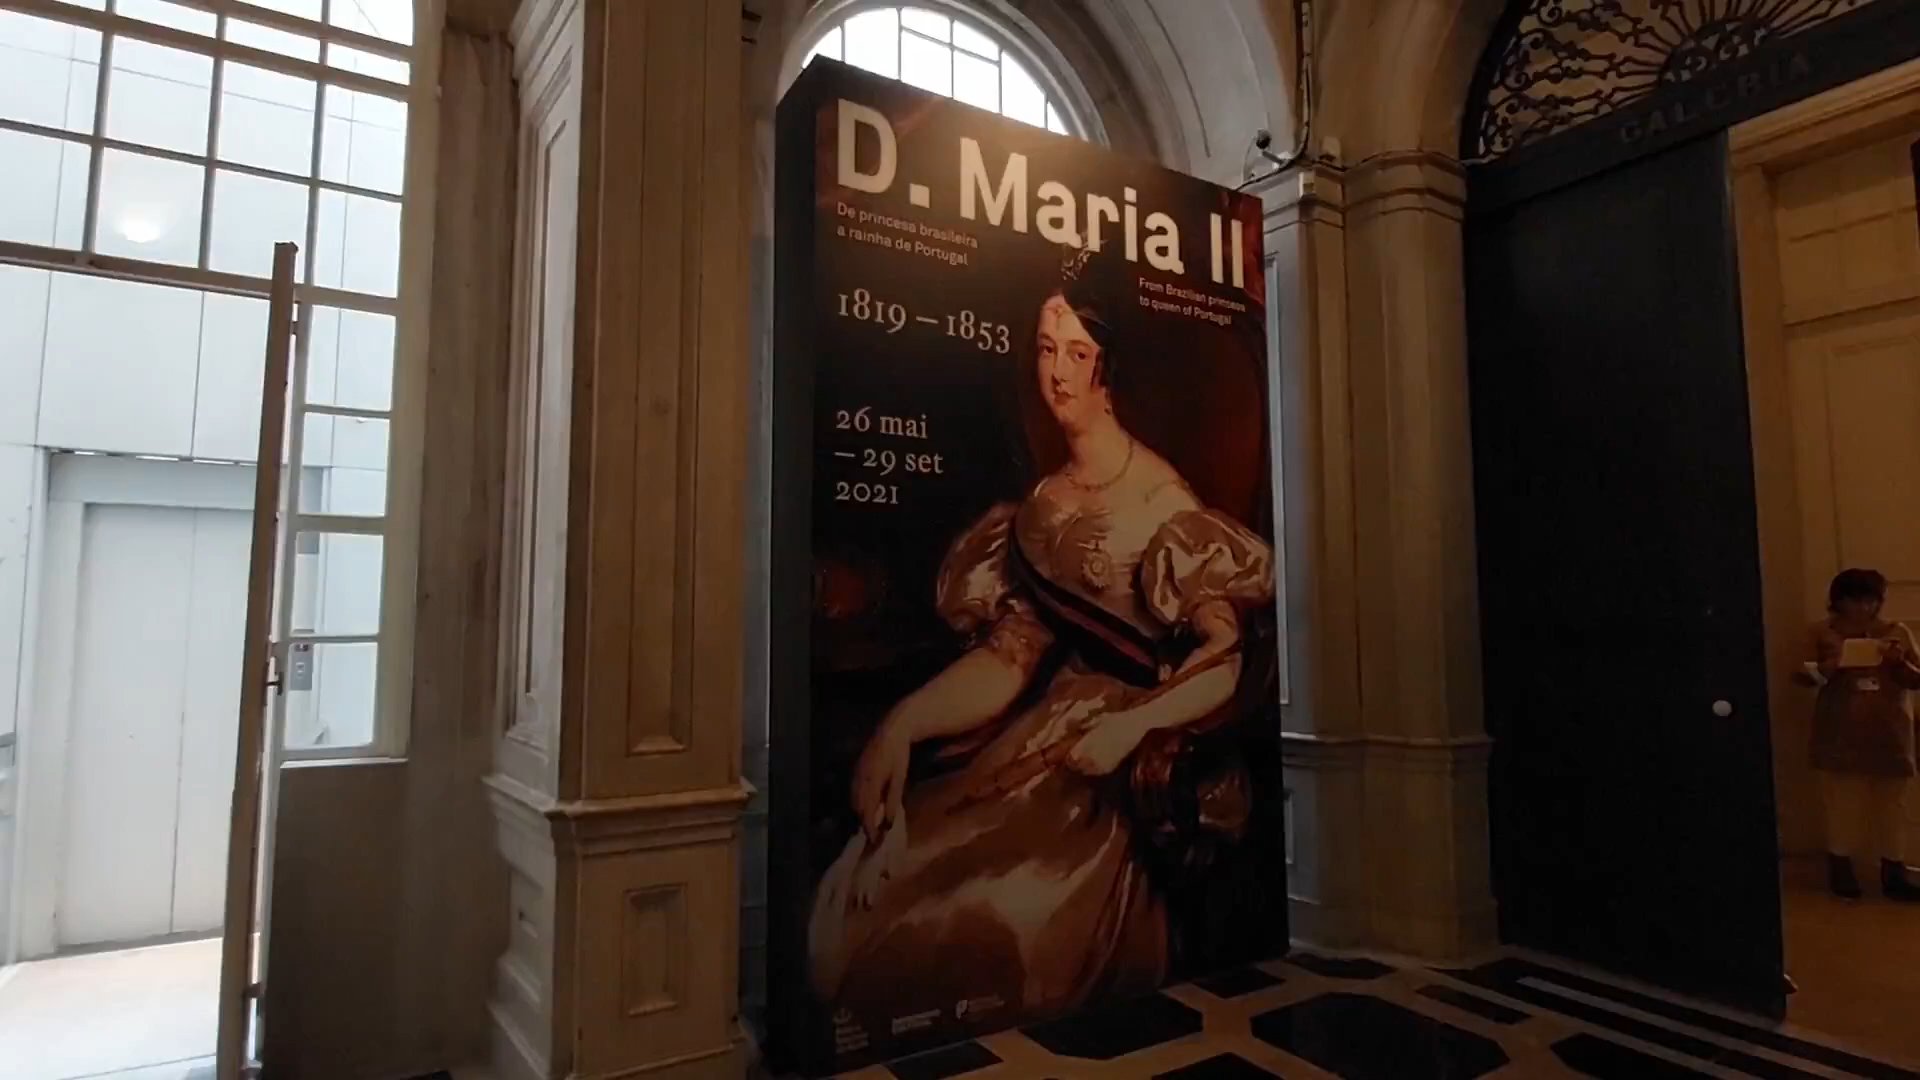 D. Maria II
De princesa brasileira
a rainha de Portugal
From Brazilian princess
to queen of Portugal
1819 – 1853
26 mai
– 29 set
2021
GALERIA